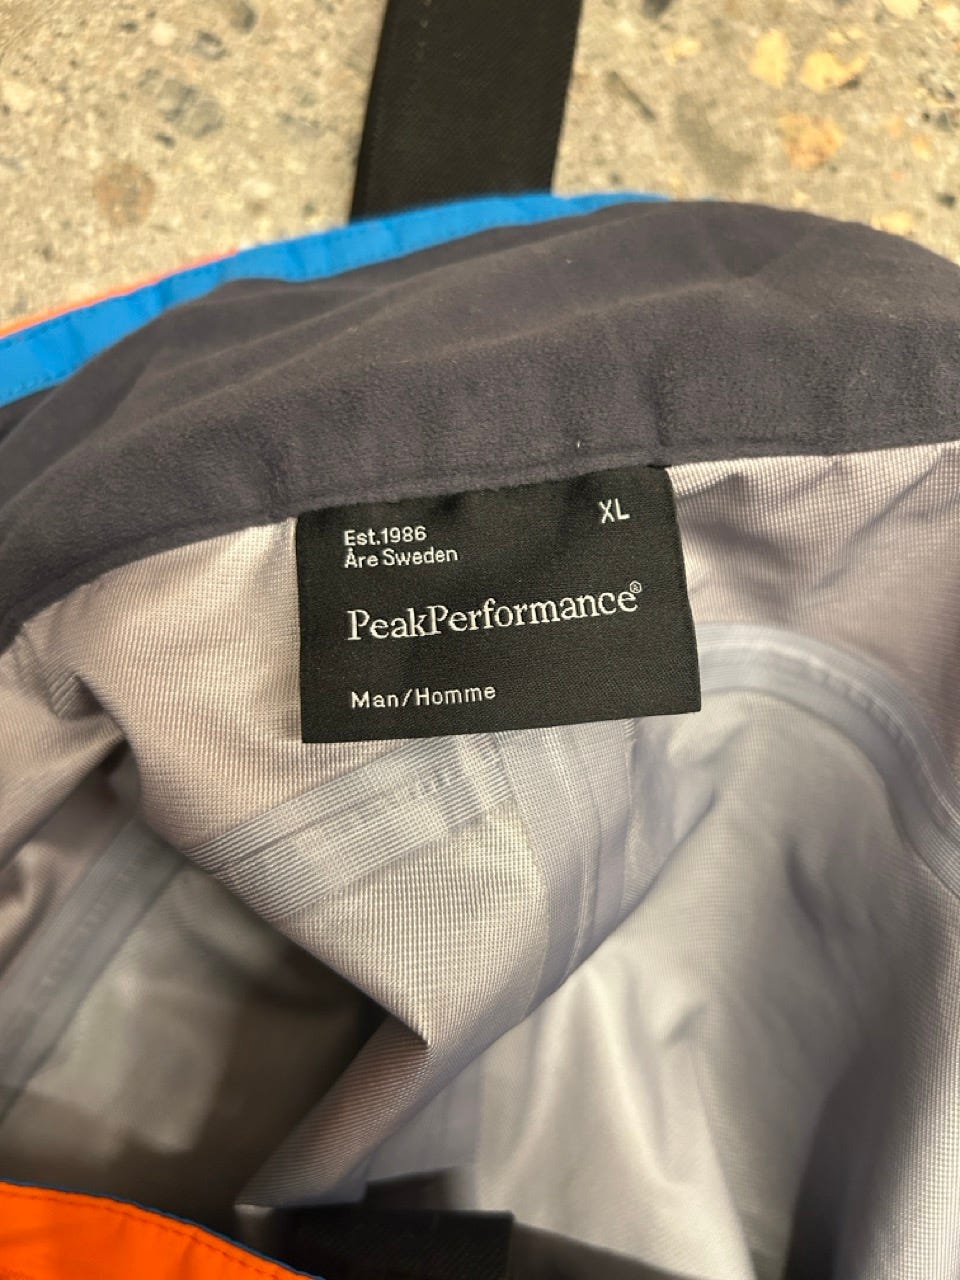 XL
Est.1986
Åre Sweden
PeakPerformance®
Man/Homme